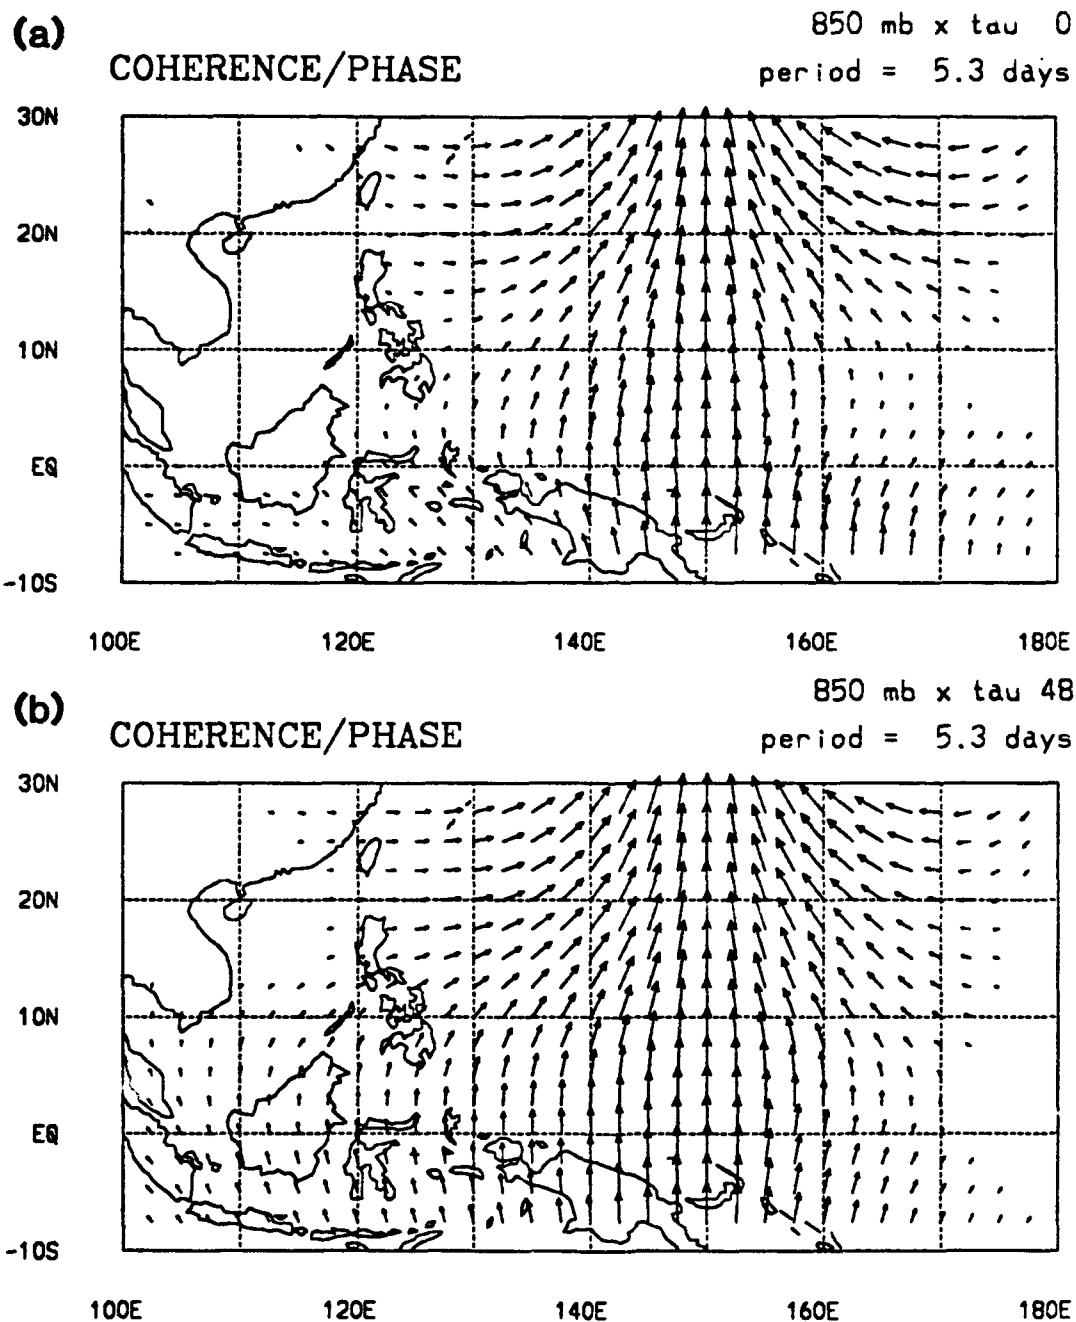 (a)
850 mb x tau 0
COHERENCE/PHASE
period = 5.3 days
30N
20N
10N
EQ
-10S
100E 120E 140E 160E 180E
(b)
850 mb x tau 48
COHERENCE/PHASE
period = 5.3 days
30N
20N
10N
EQ
-10S
100E 120E 140E 160E 180E